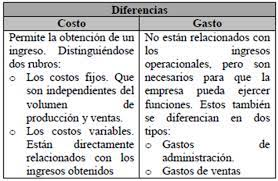 Diferencias
Costo
Gasto
Permite la obtención de un
ingreso. Distinguiéndose
dos rubros:
o Los costos fijos. Que
son independientes del
volumen de
producción y ventas.
o Los costos variables.
Están directamente
relacionados con los
ingresos obtenidos
No están relacionados con
los ingresos
operacionales, pero son
necesarios para que la
empresa pueda ejercer
funciones. Estos también
se diferencian en dos
tipos:
o Gastos de
administración.
o Gastos de ventas